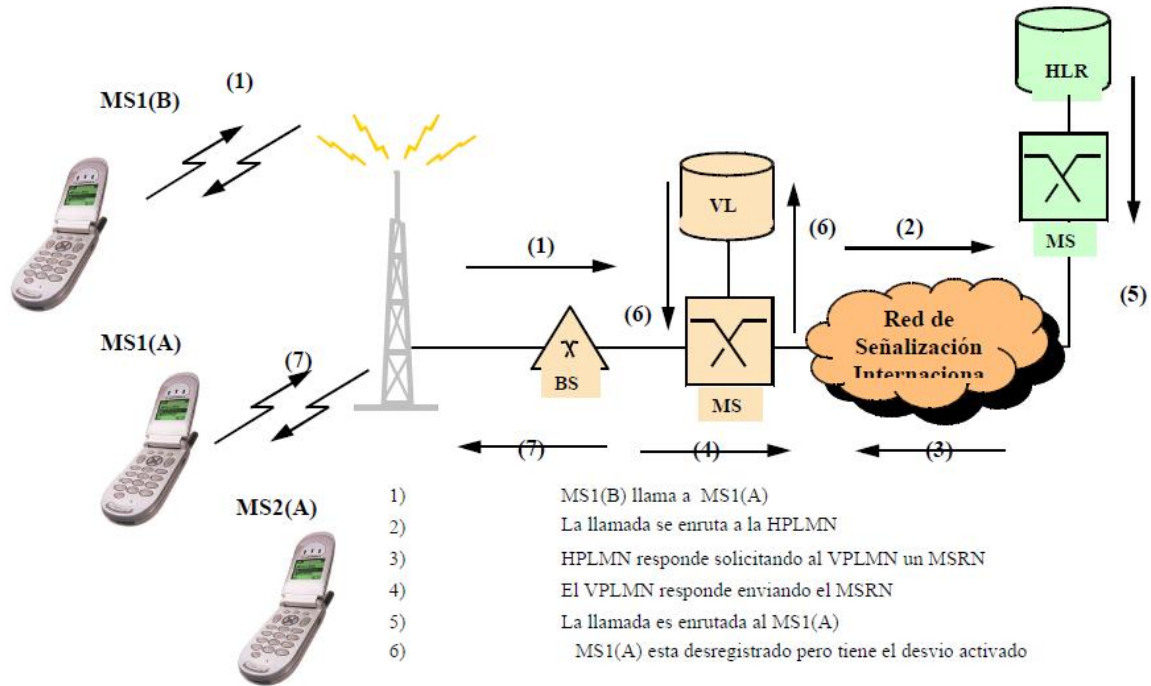 HLR
(1)
MS1(B)
VL
(6)
(2)
MS
(1)
(5)
(6)
MS1(A)
(7)
Red de
Señalización
Internaciona
BS
MS
(7)
(4)
(3)
MS2(A)
1) MS1(B) llama a MS1(A)
2) La llamada se enruta a la HPLMN
3) HPLMN responde solicitando al VPLMN un MSRN
4) El VPLMN responde enviando el MSRN
5) La llamada es enrutada al MS1(A)
6) MS1(A) esta desregistrado pero tiene el desvio activado